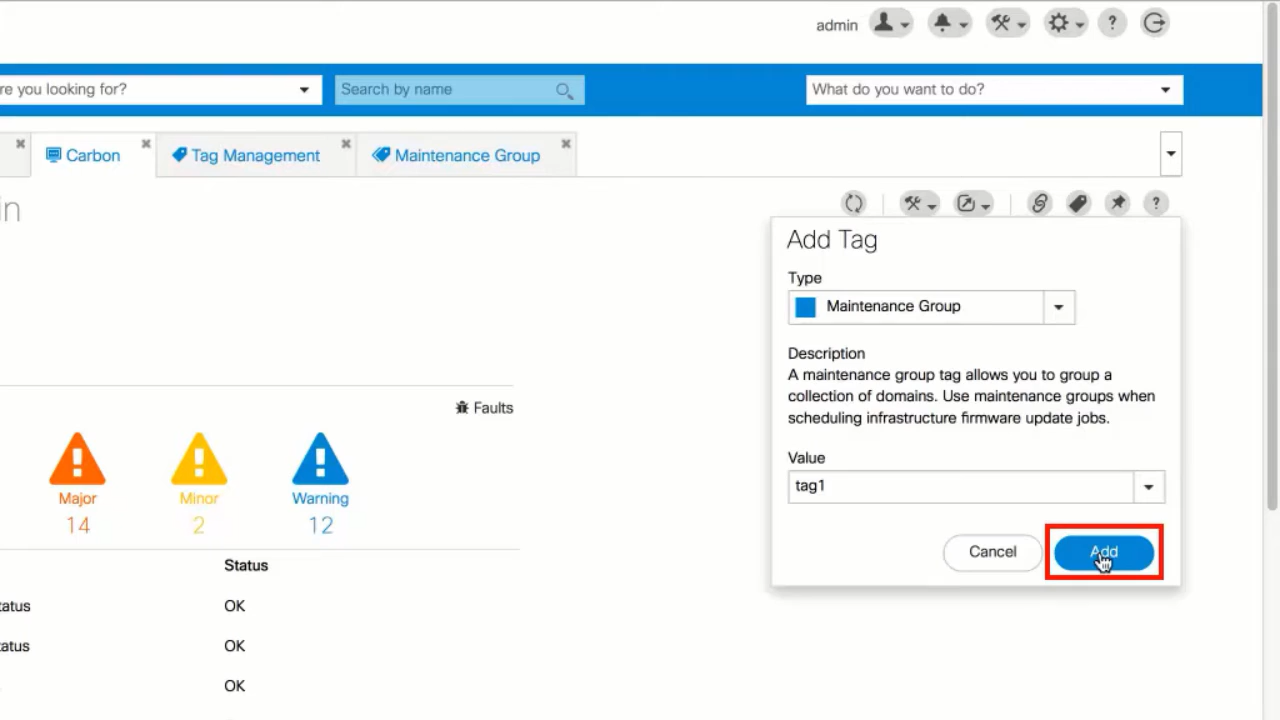 admin
re you looking for?
Search by name
What do you want to do?
Carbon
Tag Management
Maintenance Group
in
Add Tag
Type
Maintenance Group
Description
A maintenance group tag allows you to group a
collection of domains. Use maintenance groups when
scheduling infrastructure firmware update jobs.
Value
tag1
Cancel
Add
Faults
Major
Minor
Warning
14
2
12
Status
tatus
OK
tatus
OK
OK